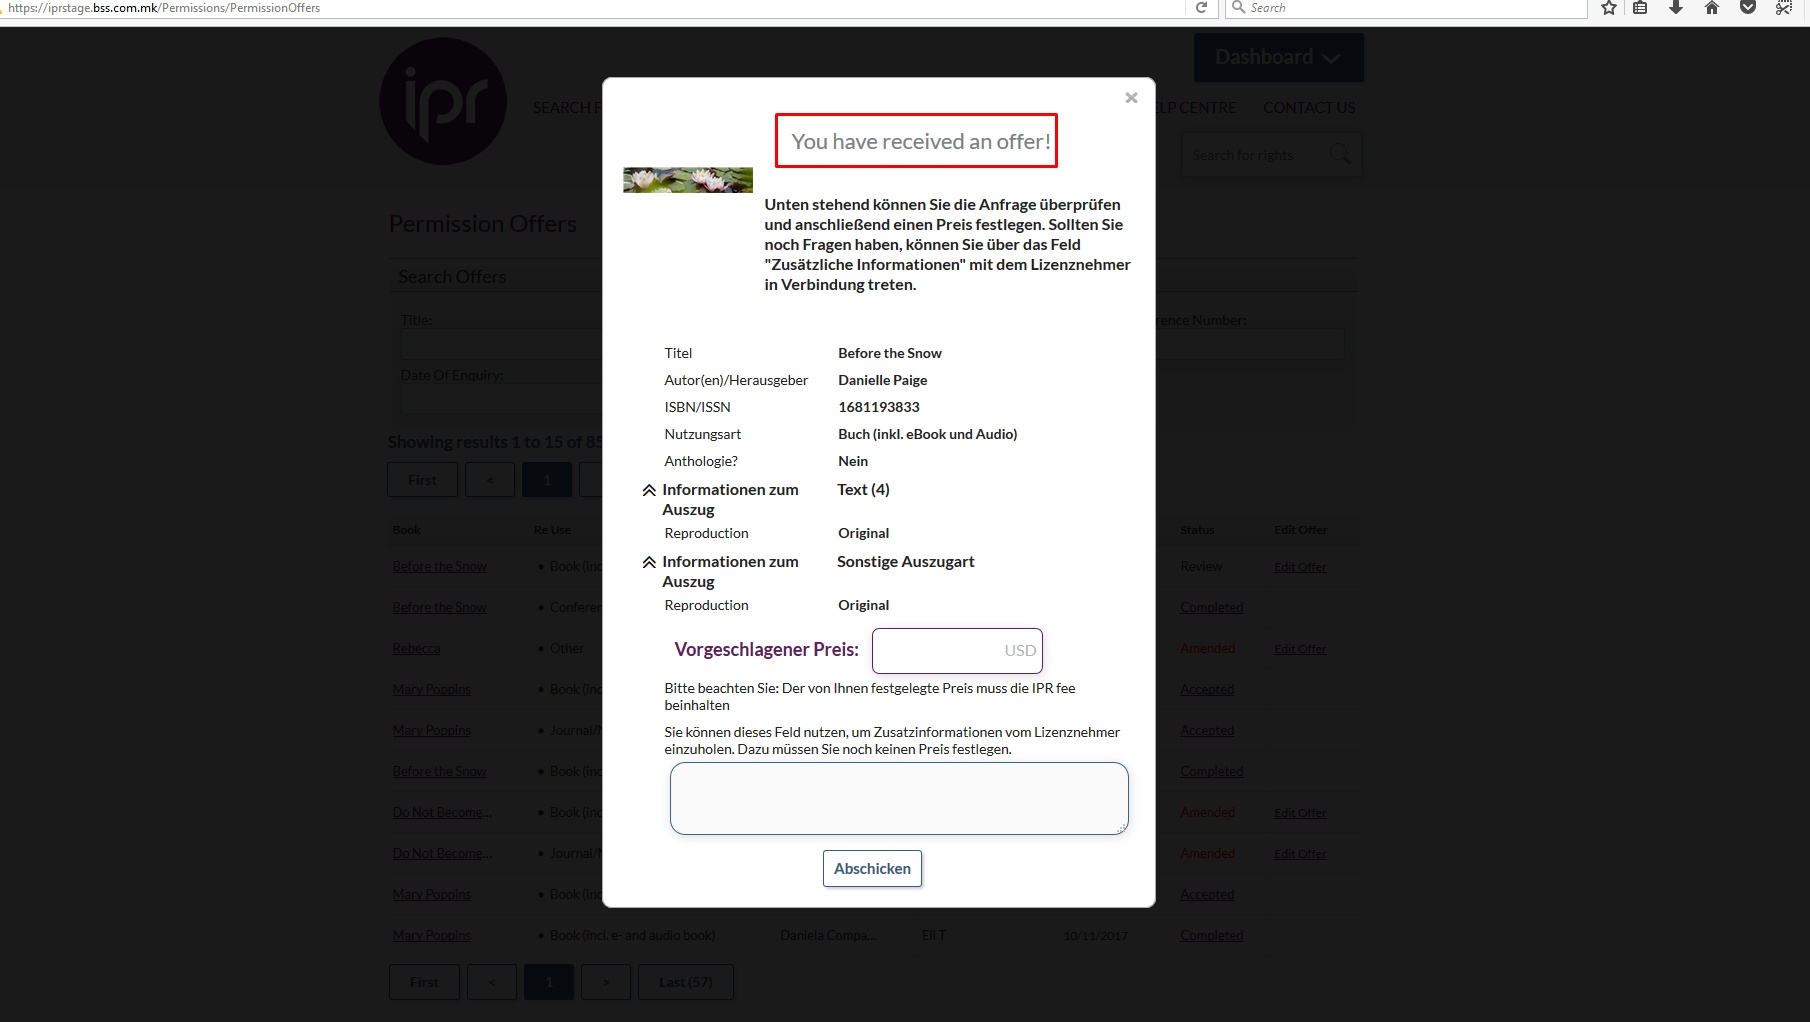 https://iprstage.bss.com.mk/Permissions/PermissionOffers
Search
ipr
Dashboard
SEARCH F
LP CENTRE
CONTACT US
Search for rights
Permission Offers
Search Offers
Title:
rence Number:
Date Of Enquiry:
Showing results 1 to 15 of 85
First < 1
Book Re Use Status Edit Offer
Before the Snow • Book (inc Review Edit Offer
Before the Snow • Conferen Completed
Rebecca • Other Amended Edit Offer
Mary Poppins • Book (inc Accepted
Mary Poppins • Journal/M Accepted
Before the Snow • Book (inc Completed
Do Not Become... • Book (inc Amended Edit Offer
Do Not Become... • Journal/M Amended Edit Offer
Mary Poppins • Book (inc Accepted
Mary Poppins • Book (incl. e- and audio book) Daniela Compa... Ell T 10/11/2017 Completed
First < 1 > Last (57)
×
You have received an offer!
Unten stehend können Sie die Anfrage überprüfen
und anschließend einen Preis festlegen. Sollten Sie
noch Fragen haben, können Sie über das Feld
"Zusätzliche Informationen" mit dem Lizenznehmer
in Verbindung treten.
Titel Before the Snow
Autor(en)/Herausgeber Danielle Paige
ISBN/ISSN 1681193833
Nutzungsart Buch (inkl. eBook und Audio)
Anthologie? Nein
Informationen zum Text (4)
Auszug
Reproduction Original
Informationen zum Sonstige Auszugart
Auszug
Reproduction Original
Vorgeschlagener Preis: USD
Bitte beachten Sie: Der von Ihnen festgelegte Preis muss die IPR fee
beinhalten
Sie können dieses Feld nutzen, um Zusatzinformationen vom Lizenznehmer
einzuholen. Dazu müssen Sie noch keinen Preis festlegen.
Abschicken